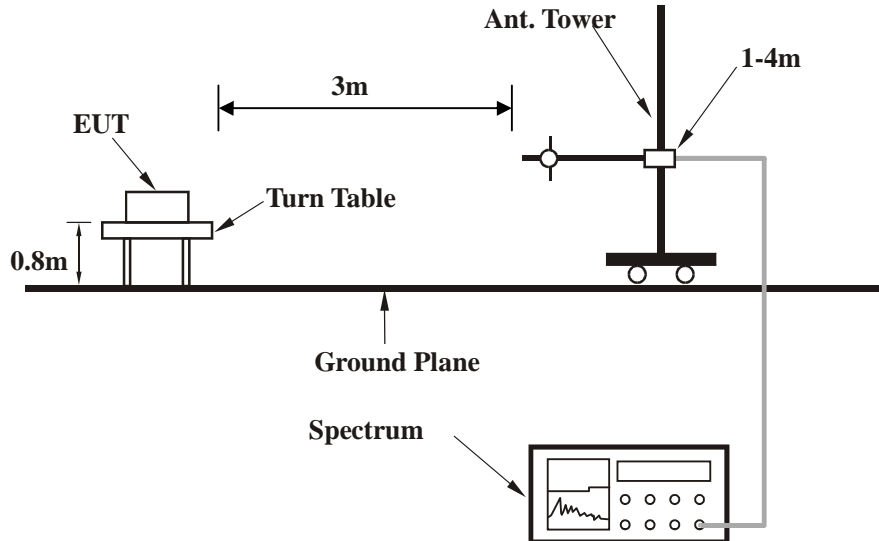 Ant. Tower
1-4m
3m
EUT
Turn Table
0.8m
Ground Plane
Spectrum